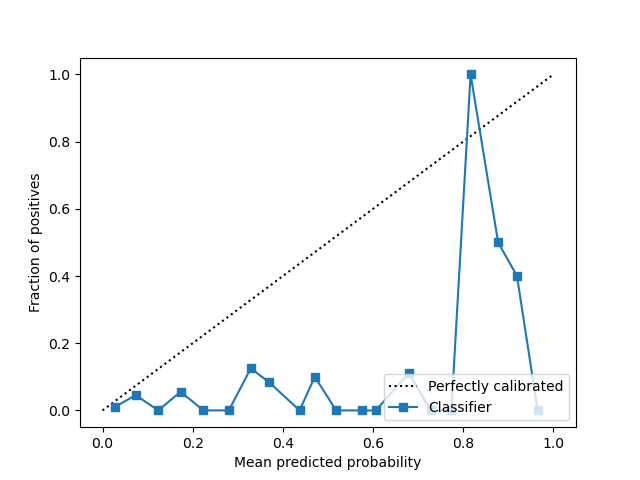 1.0
0.8
0.6
0.4
0.2
0.0
Fraction of positives
Perfectly calibrated
Classifier
0.0 0.2 0.4 0.6 0.8 1.0
Mean predicted probability